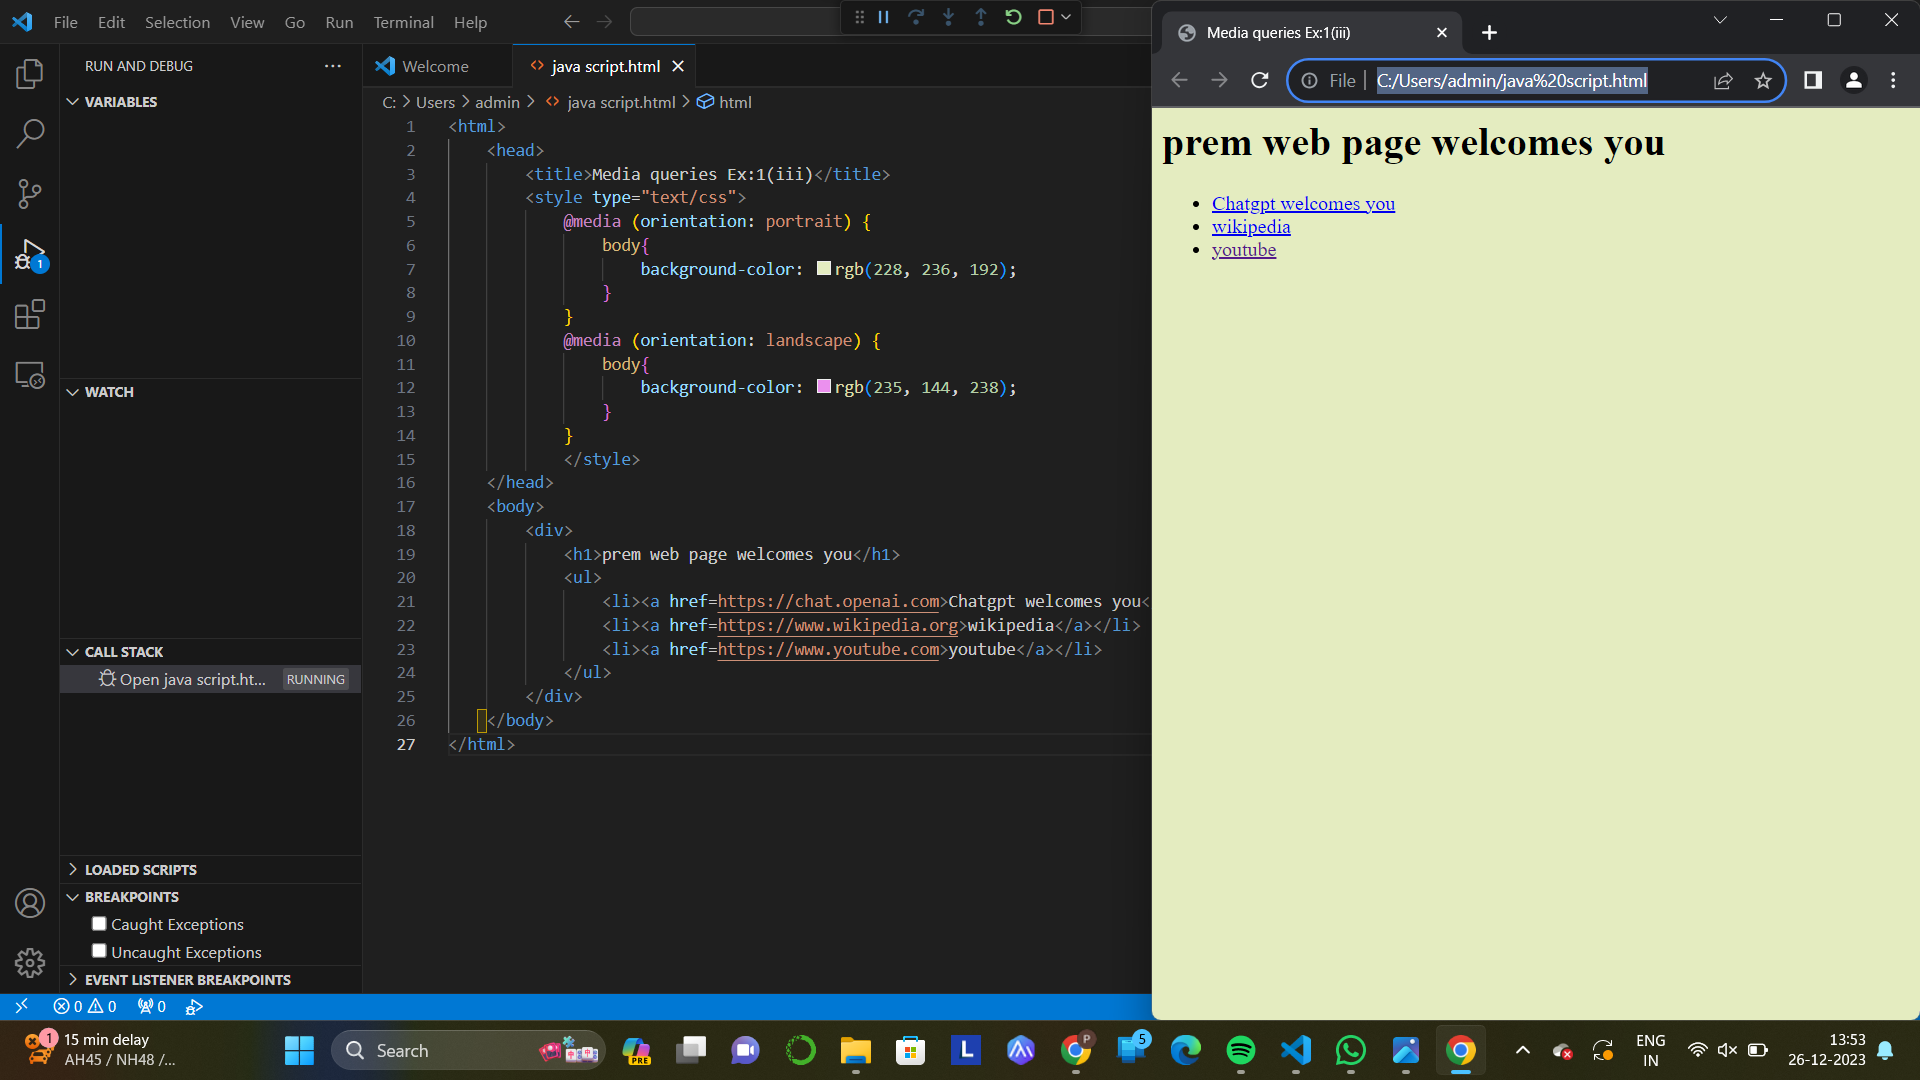 File Edit Selection View Go Run Terminal Help
RUN AND DEBUG
VARIABLES
WATCH
CALL STACK
Open java script.ht... RUNNING
LOADED SCRIPTS
BREAKPOINTS
Caught Exceptions
Uncaught Exceptions
EVENT LISTENER BREAKPOINTS
1
Welcome java script.html
C: > Users > admin > java script.html > html
1 <html>
2 <head>
3 <title>Media queries Ex:1(iii)</title>
4 <style type="text/css">
5 @media (orientation: portrait) {
6 body{
7 background-color: rgb(228, 236, 192);
8 }
9 }
10 @media (orientation: landscape) {
11 body{
12 background-color: rgb(235, 144, 238);
13 }
14 }
15 </style>
16 </head>
17 <body>
18 <div>
19 <h1>prem web page welcomes you</h1>
20 <ul>
21 <li><a href=https://chat.openai.com>Chatgpt welcomes you<
22 <li><a href=https://www.wikipedia.org>wikipedia</a></li>
23 <li><a href=https://www.youtube.com>youtube</a></li>
24 </ul>
25 </div>
26 </body>
27 </html>
0 0 0
Media queries Ex:1(iii)
File | C:/Users/admin/java%20script.html
prem web page welcomes you
• Chatgpt welcomes you
• wikipedia
• youtube
1
15 min delay
AH45 / NH48 /...
Search
PRE
L
P
5
ENG
IN
13:53
26-12-2023